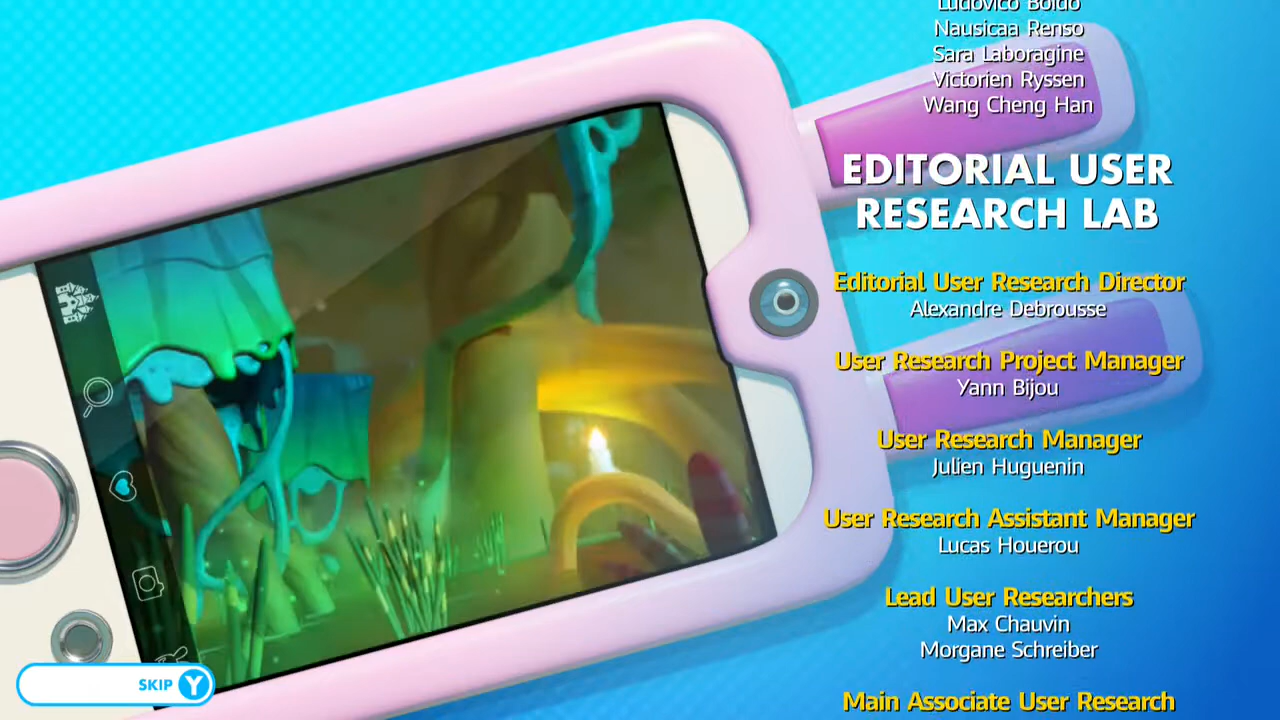 Ludovico Boldo
Nausicaa Renso
Sara Laboragine
Victorien Ryssen
Wang Cheng Han
EDITORIAL USER
RESEARCH LAB
Editorial User Research Director
Alexandre Debrousse
User Research Project Manager
Yann Bijou
User Research Manager
Julien Huguenin
User Research Assistant Manager
Lucas Houerou
Lead User Researchers
Max Chauvin
Morgane Schreiber
Main Associate User Research
SKIP Y